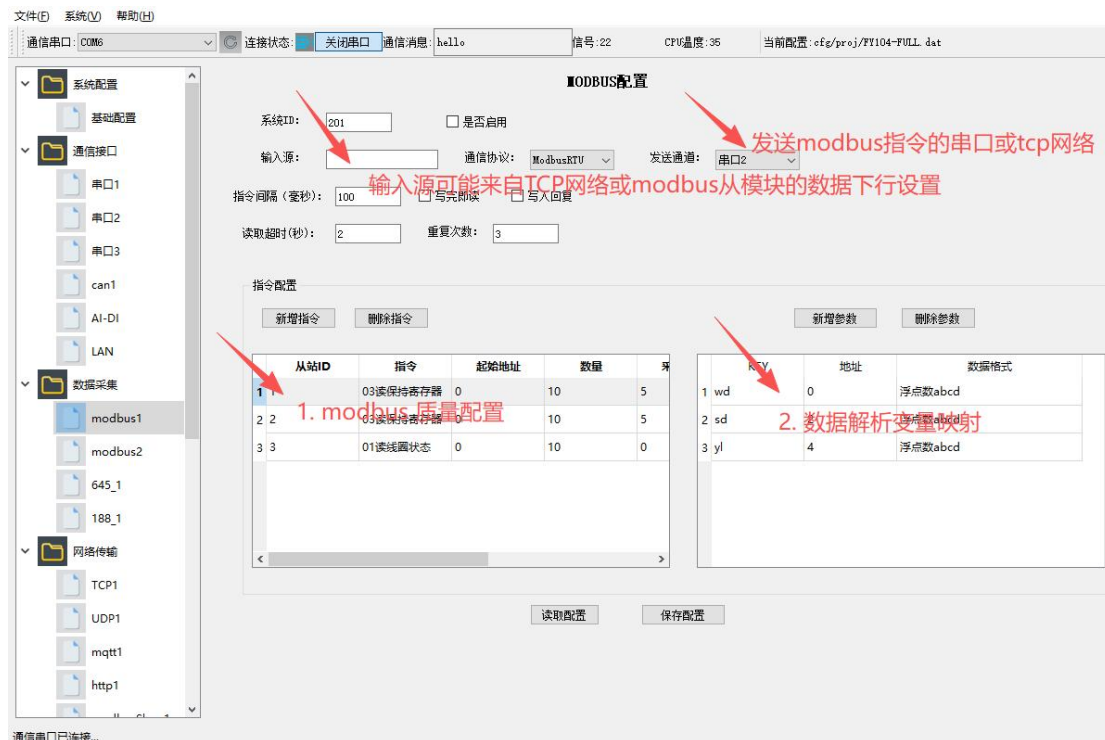 文件(F) 系统(V) 帮助(H)
通信串口: COM6 连接状态: 关闭串口 通信消息: hello 信号:22 CPU温度:35 当前配置:cfg/proj/FY104-FULL.dat
系统配置
基础配置
通信接口
串口1
串口2
串口3
can1
AI-DI
LAN
数据采集
modbus1
modbus2
645_1
188_1
网络传输
TCP1
UDP1
mqtt1
http1
MODBUS配置
系统ID: 201 是否启用
输入源: 通信协议: ModbusRTU 发送通道: 串口2
发送modbus指令的串口或tcp网络
输入源可能来自TCP网络或modbus从模块的数据下行设置
指令间隔(毫秒): 100 写完即读 写入回复
读取超时(秒): 2 重复次数: 3
指令配置
新增指令 删除指令 新增参数 删除参数
从站ID 指令 起始地址 数量
1 1 03读保持寄存器 0 10 5
2 2 03读保持寄存器 0 10 5
3 3 01读线圈状态 0 10 0
1. modbus 质量配置
KEY 地址 数据格式
1 wd 0 浮点数abcd
2 sd 浮点数abcd
3 yl 4 浮点数abcd
2. 数据解析变量映射
读取配置 保存配置
通信串口已连接...